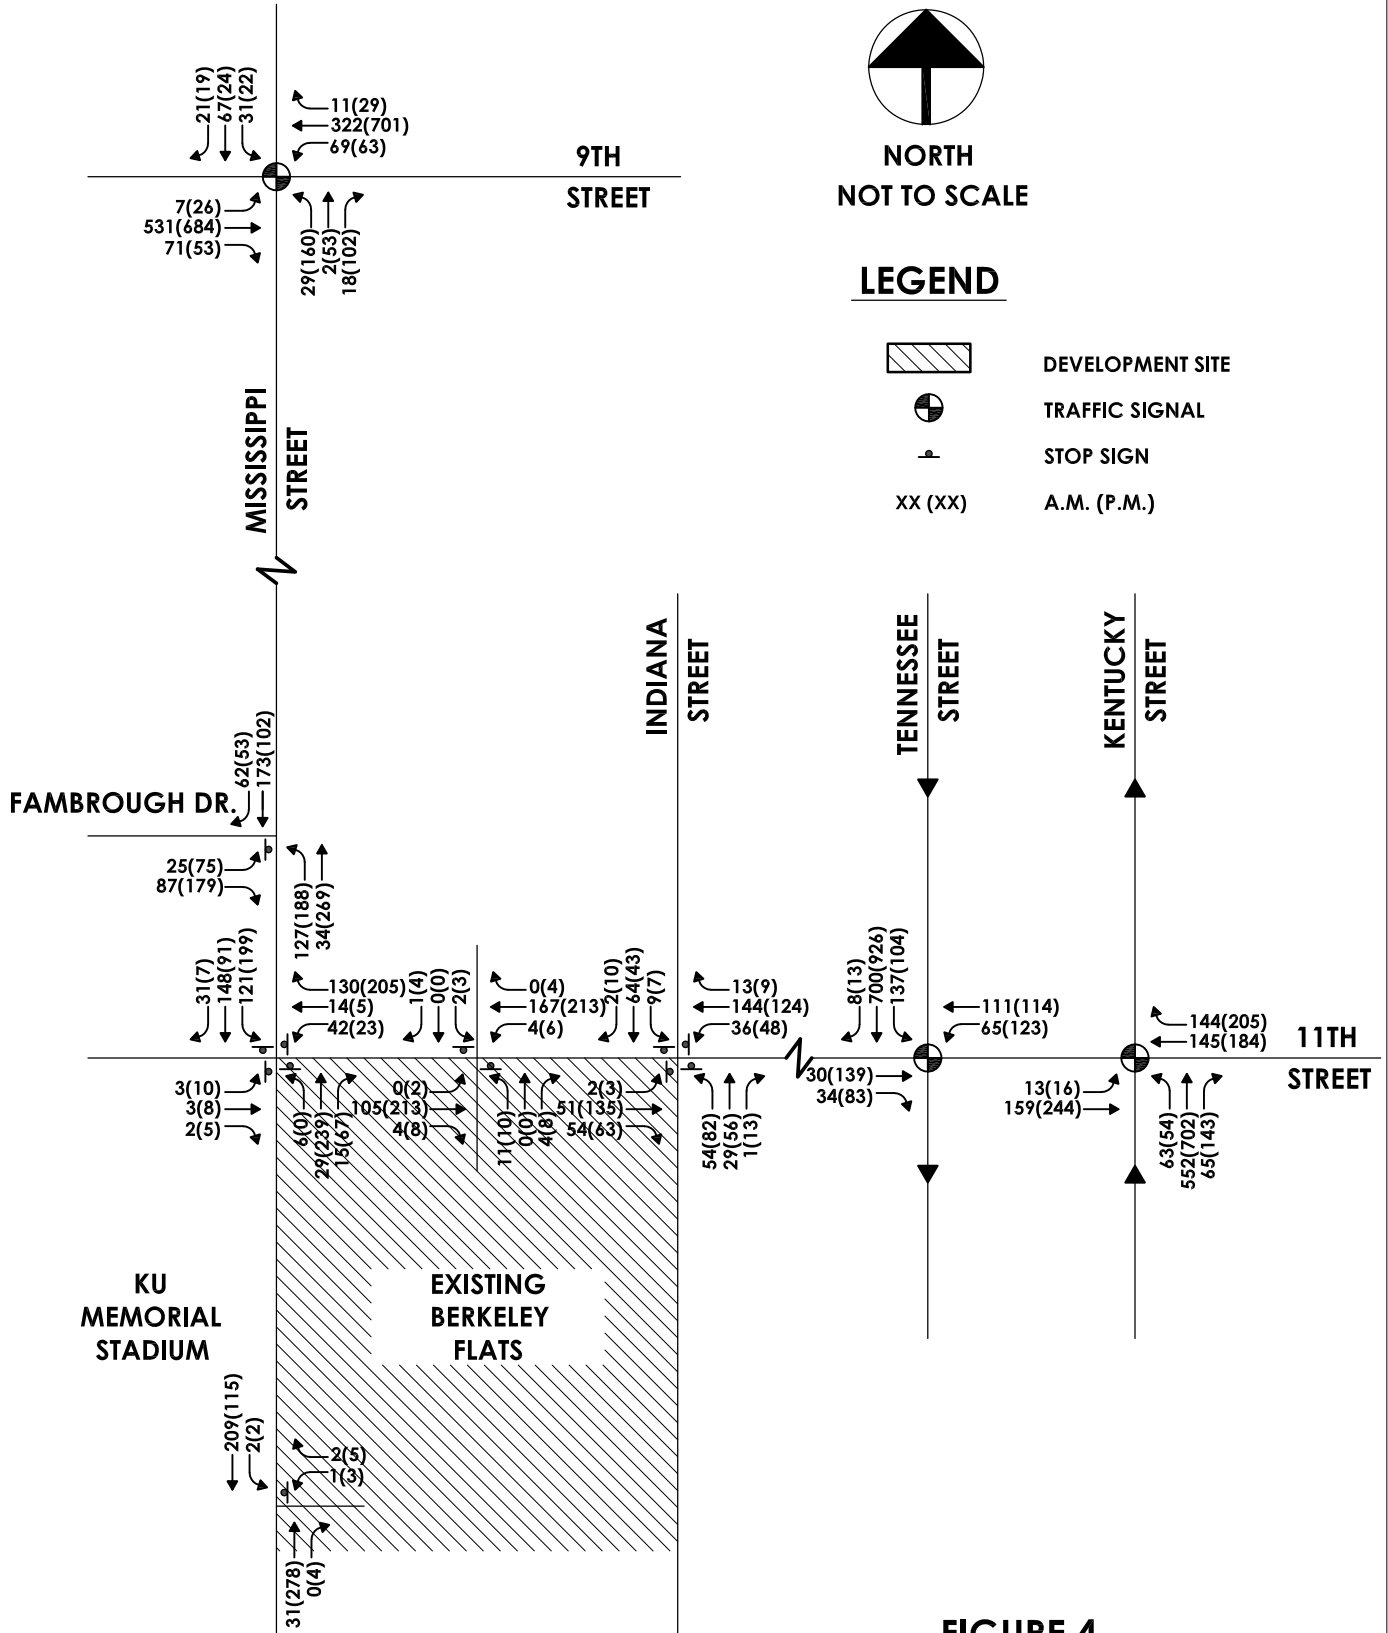 21(19)
67(24)
31(22)
11(29)
322(701)
69(63)
9TH
STREET
7(26)
531(684)
71(53)
29(160)
2(53)
18(102)
NORTH
NOT TO SCALE
LEGEND
DEVELOPMENT SITE
TRAFFIC SIGNAL
STOP SIGN
XX (XX)
A.M. (P.M.)
MISSISSIPPI
STREET
INDIANA
STREET
TENNESSEE
STREET
KENTUCKY
STREET
62(53)
173(102)
FAMBROUGH DR.
25(75)
87(179)
127(188)
34(269)
31(7)
148(91)
121(199)
130(205)
14(5)
42(23)
1(4)
0(0)
2(3)
0(4)
167(213)
4(6)
2(10)
64(43)
9(7)
13(9)
144(124)
36(48)
8(13)
700(926)
137(104)
111(114)
65(123)
144(205)
145(184)
11TH
STREET
3(10)
3(8)
2(5)
6(0)
29(239)
15(67)
0(2)
105(213)
4(8)
11(10)
0(0)
4(8)
2(3)
51(135)
54(63)
54(82)
29(56)
1(13)
30(139)
34(83)
13(16)
159(244)
63(54)
552(702)
65(143)
KU
MEMORIAL
STADIUM
EXISTING
BERKELEY
FLATS
209(115)
2(2)
2(5)
1(3)
31(278)
0(4)
FIGURE 4